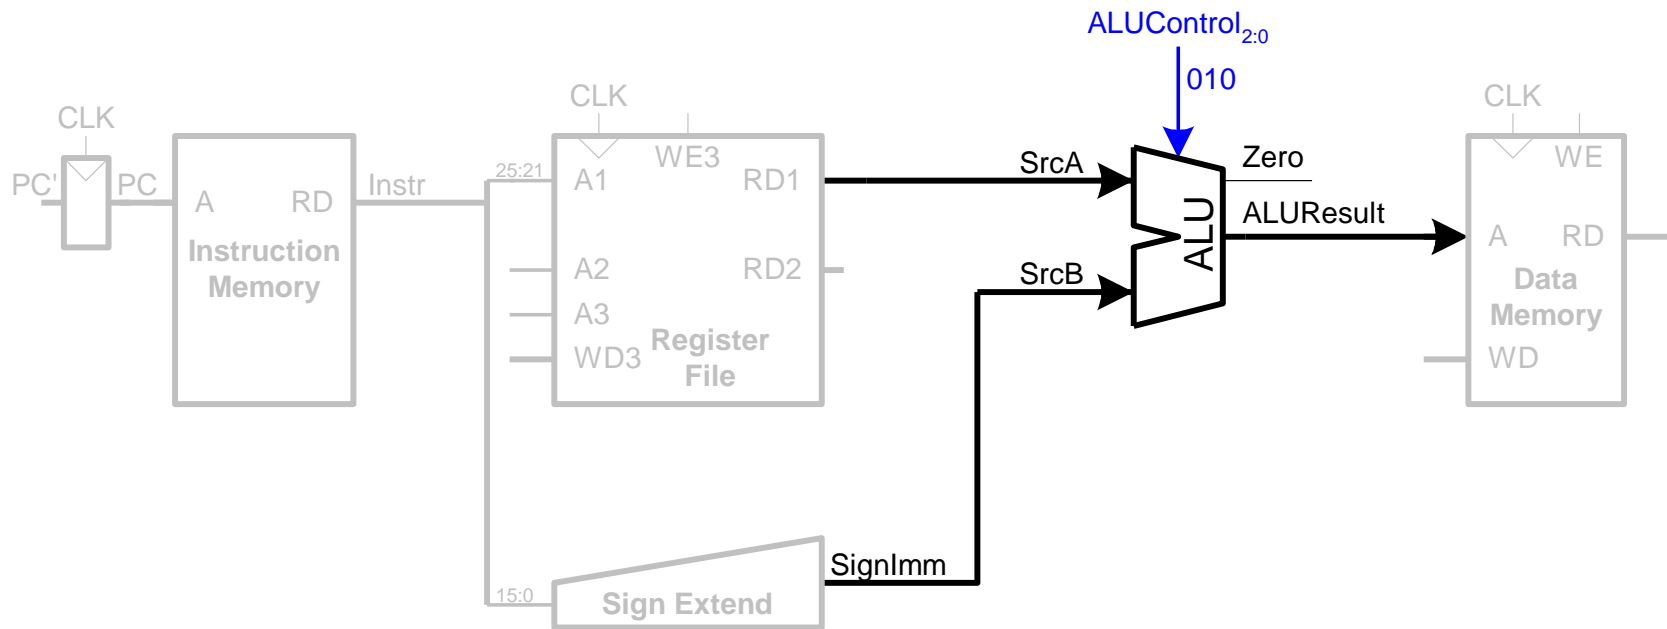 ALUControl2:0
010
CLK
CLK
CLK
PC'
PC
A
RD
Instruction
Memory
Instr
25:21
A1
WE3
RD1
A2
RD2
A3
WD3
Register
File
SrcA
SrcB
ALU
Zero
ALUResult
WE
A
RD
Data
Memory
WD
15:0
Sign Extend
SignImm